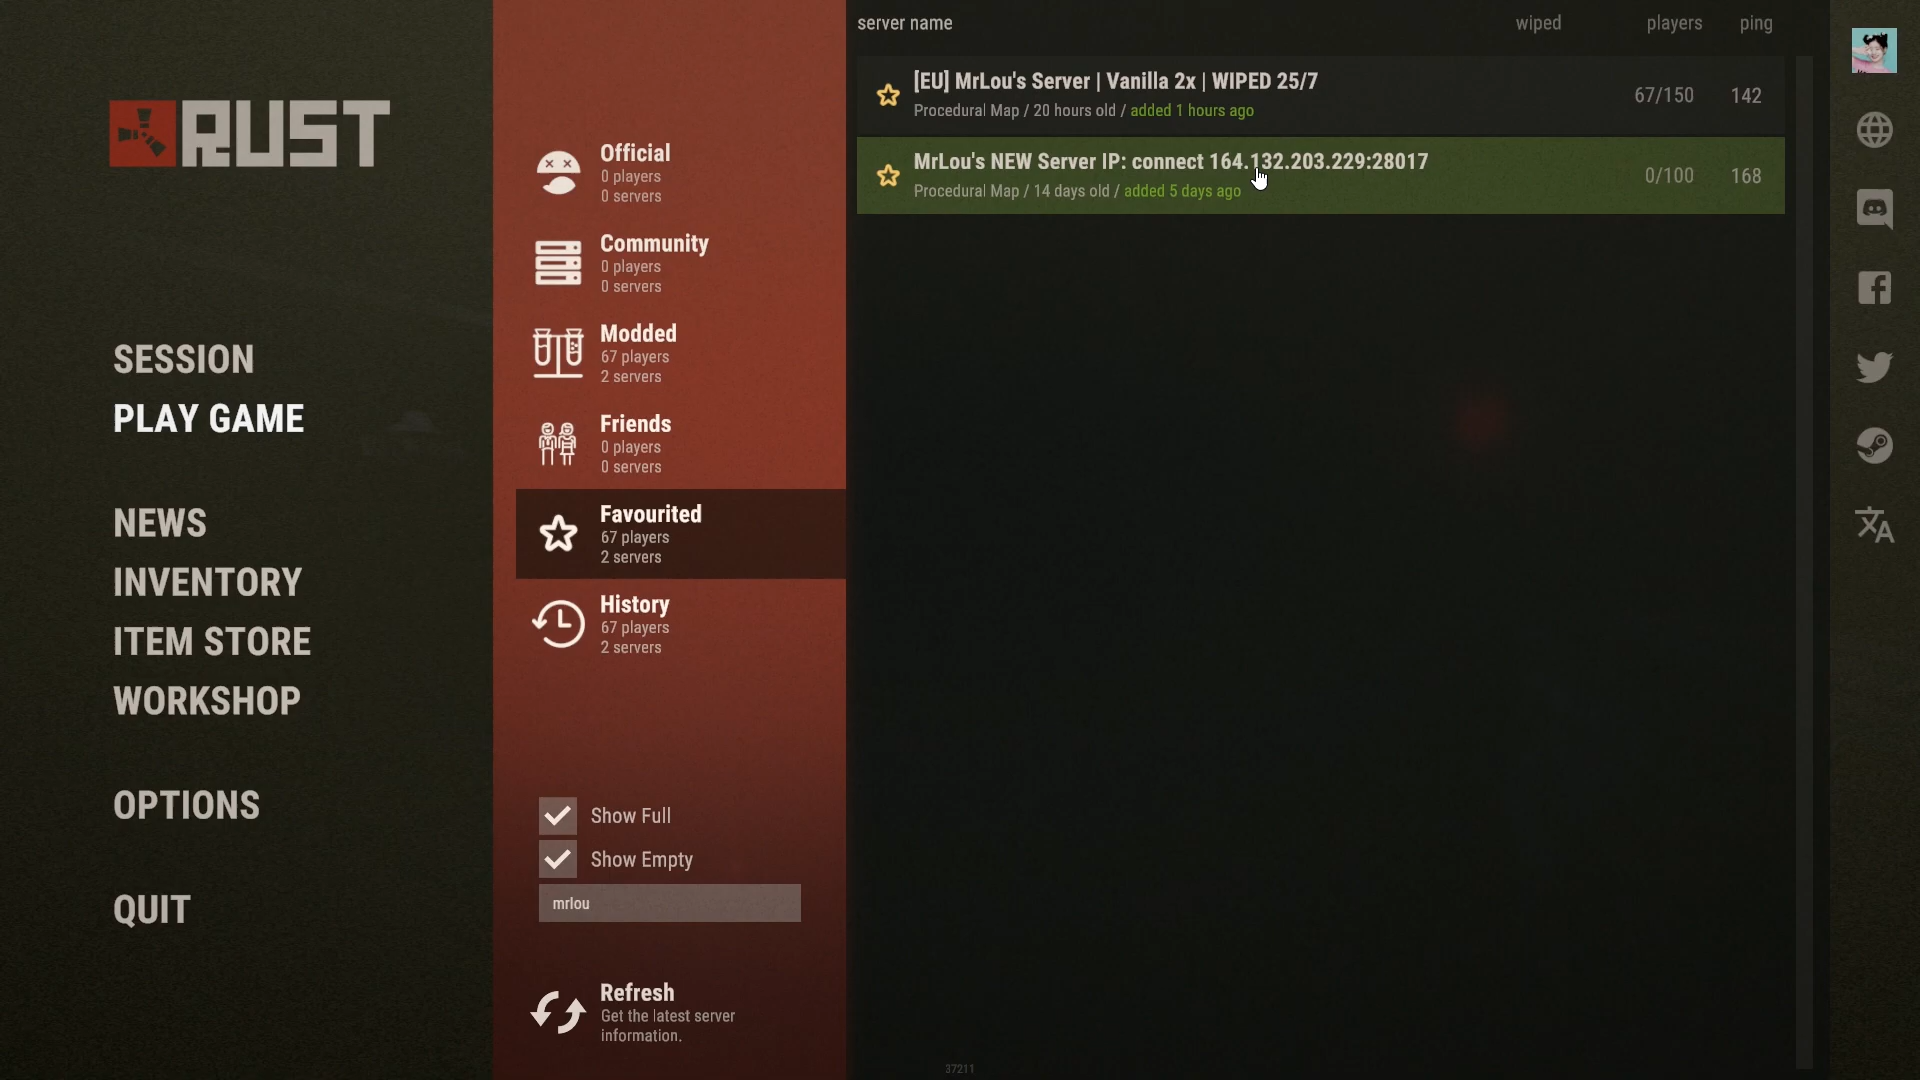 RUST
SESSION
PLAY GAME
NEWS
INVENTORY
ITEM STORE
WORKSHOP
OPTIONS
QUIT
Official
0 players
0 servers
Community
0 players
0 servers
Modded
67 players
2 servers
Friends
0 players
0 servers
Favourited
67 players
2 servers
History
67 players
2 servers
Show Full
Show Empty
mrlou
Refresh
Get the latest server
information.
server name wiped players ping
[EU] MrLou's Server | Vanilla 2x | WIPED 25/7 67/150 142
Procedural Map / 20 hours old / added 1 hours ago
MrLou's NEW Server IP: connect 164.132.203.229:28017 0/100 168
Procedural Map / 14 days old / added 5 days ago
37211